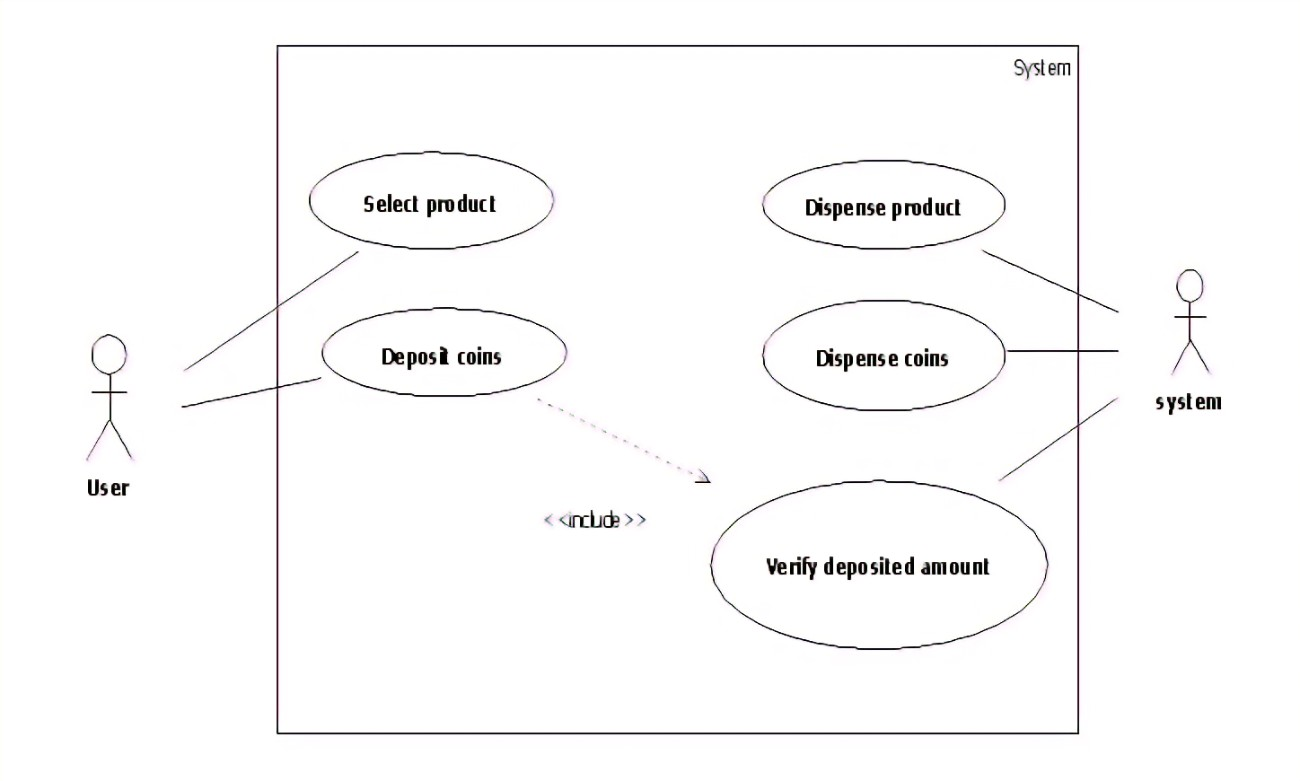 System
Select product
Dispense product
Deposit coins
Dispense coins
system
User
<<include>>
Verify deposited amount